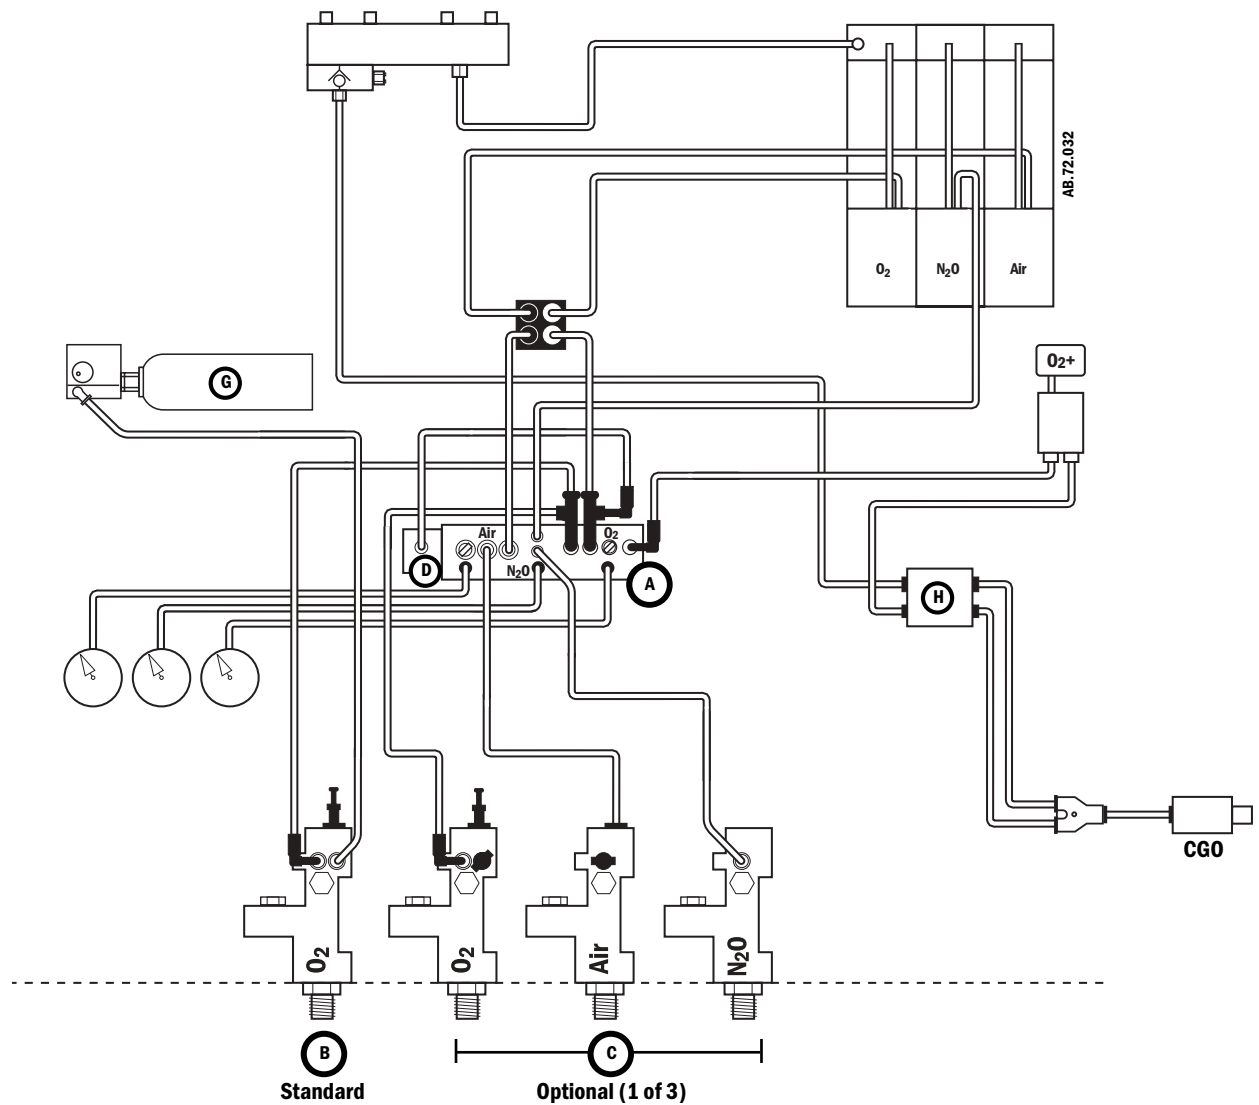 AB.72.032
O₂
N₂O
Air
O₂+
G
Air
O₂
D
N₂O
A
H
CGO
O₂
O₂
Air
N₂O
B
C
Standard
Optional (1 of 3)